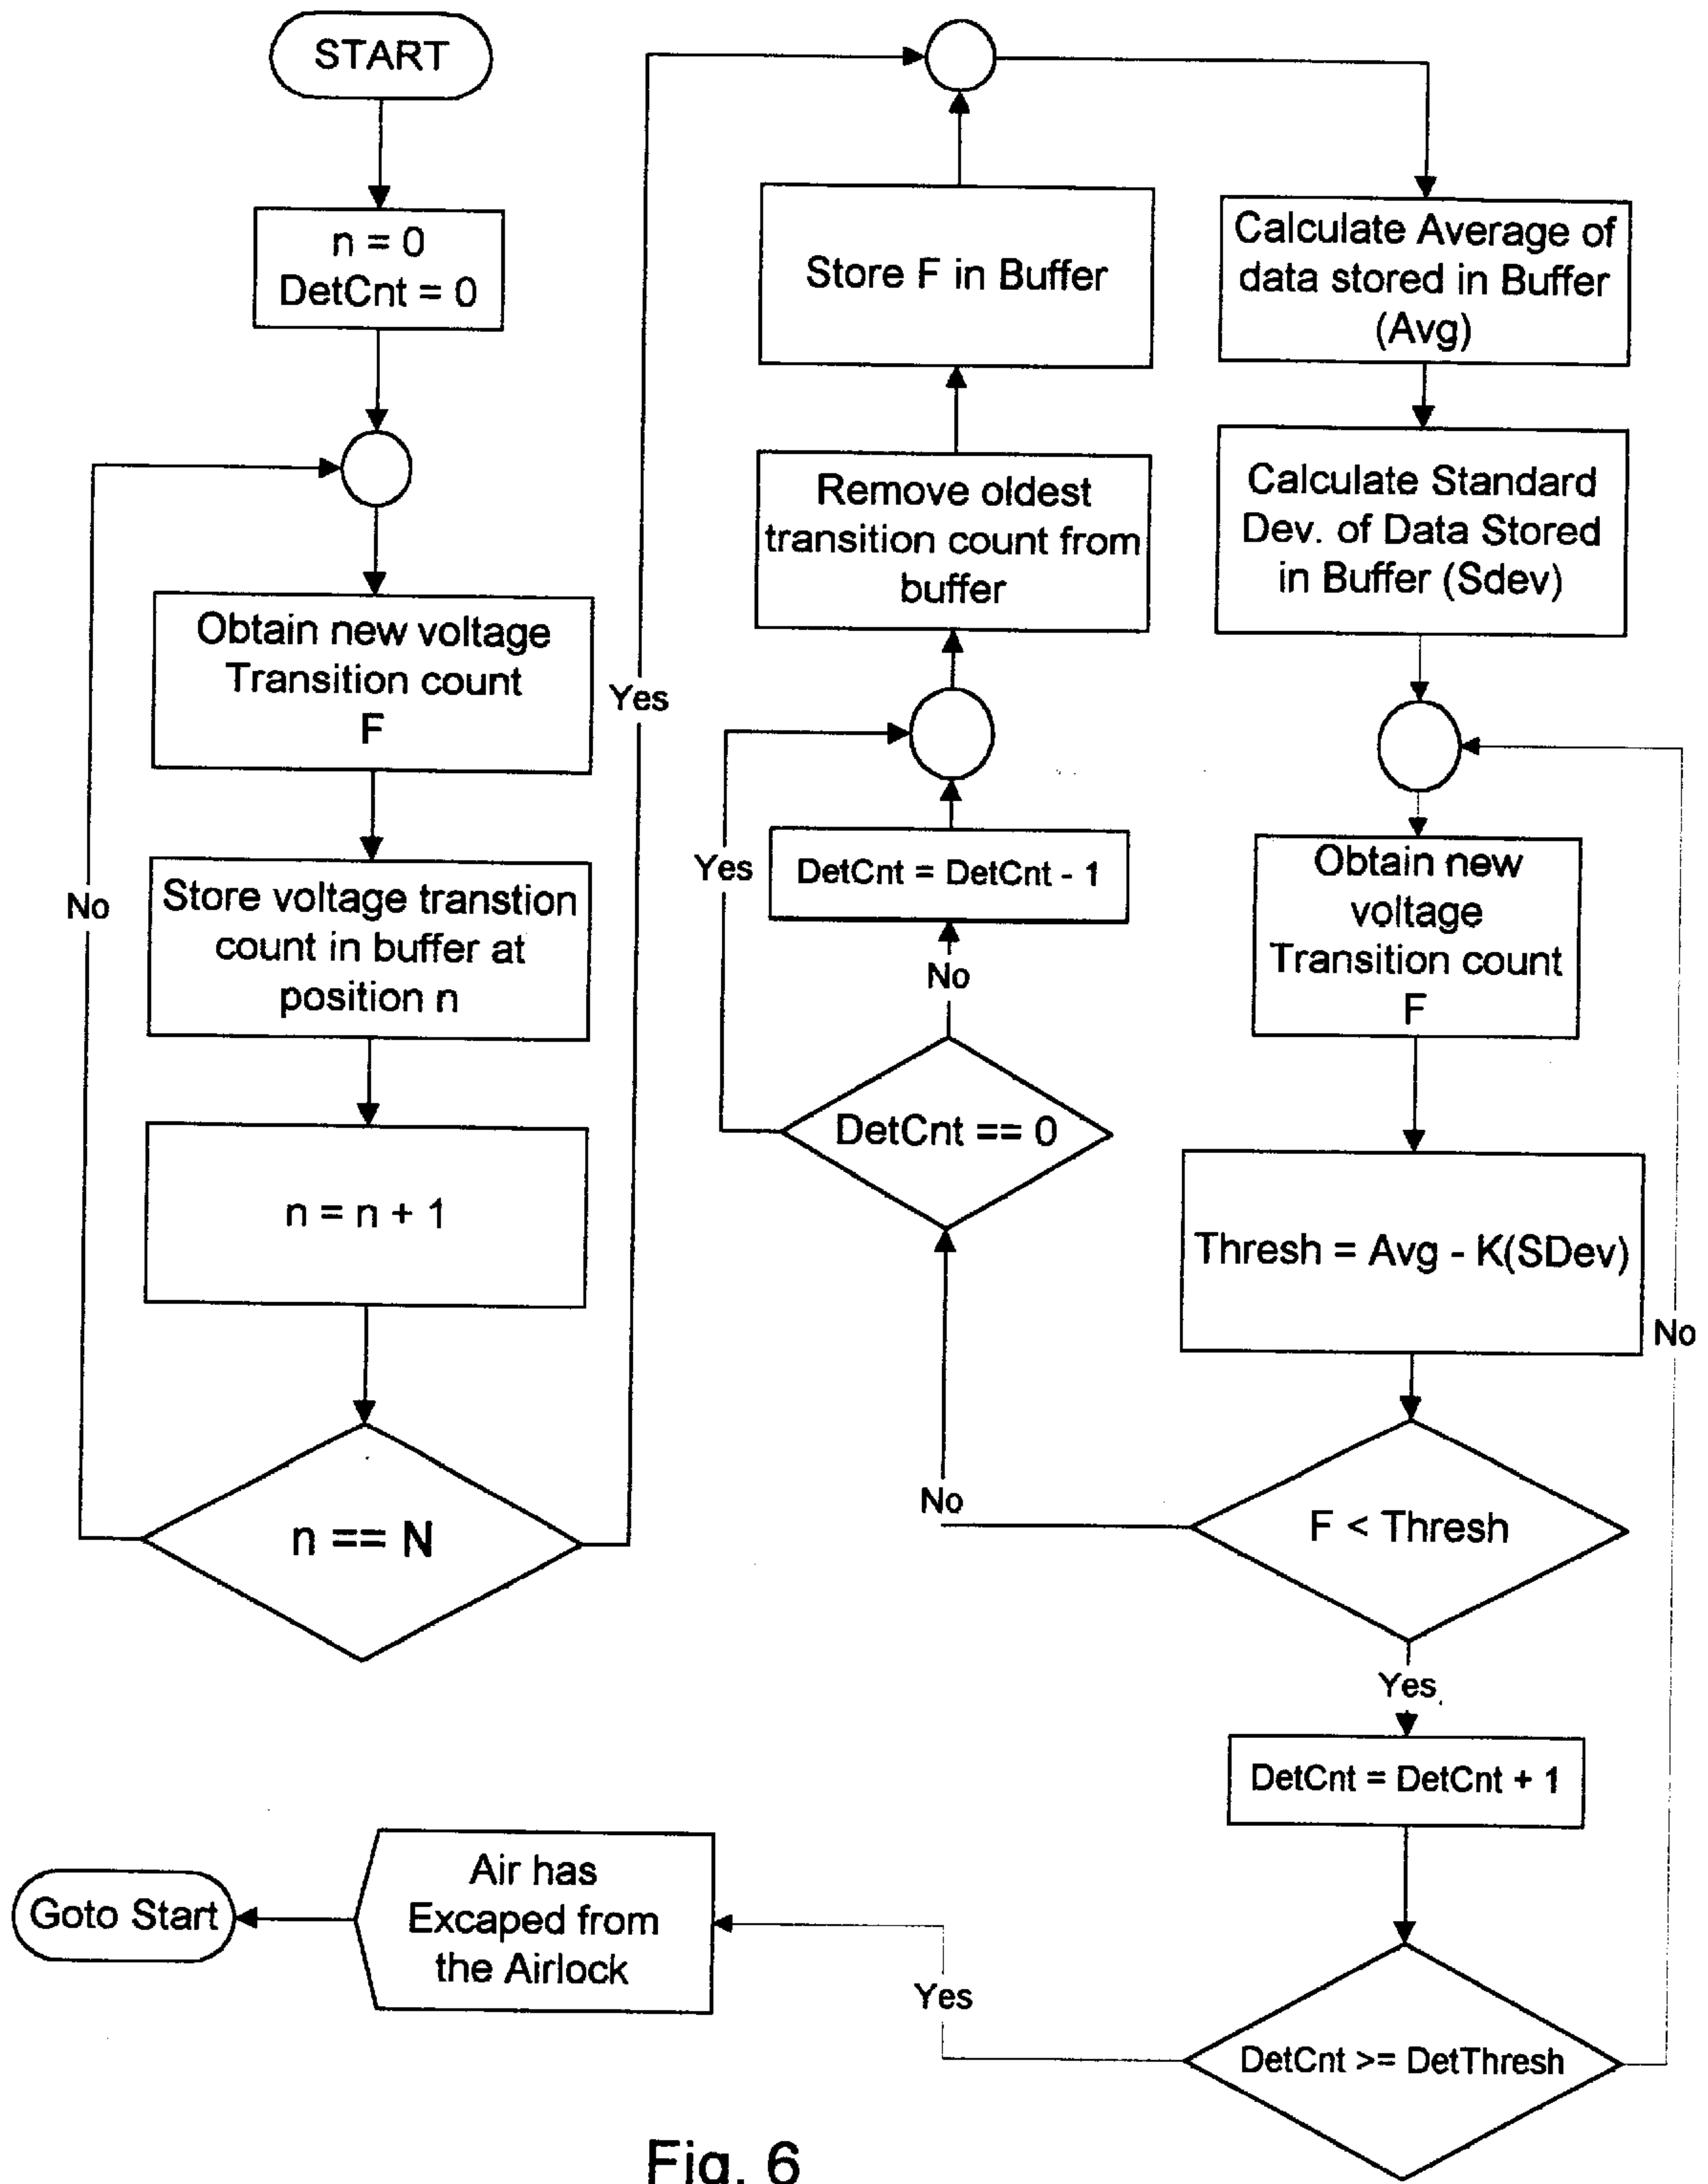 START
n = 0
DetCnt = 0
Obtain new voltage
Transition count
F
Store voltage transtion
count in buffer at
position n
n = n + 1
n == N
No
Yes
Store F in Buffer
Remove oldest
transition count from
buffer
DetCnt = DetCnt - 1
Yes
No
DetCnt == 0
No
Calculate Average of
data stored in Buffer
(Avg)
Calculate Standard
Dev. of Data Stored
in Buffer (Sdev)
Obtain new
voltage
Transition count
F
Thresh = Avg - K(SDev)
No
F < Thresh
Yes
DetCnt = DetCnt + 1
DetCnt >= DetThresh
Yes
Air has
Excaped from
the Airlock
Goto Start
Fig. 6